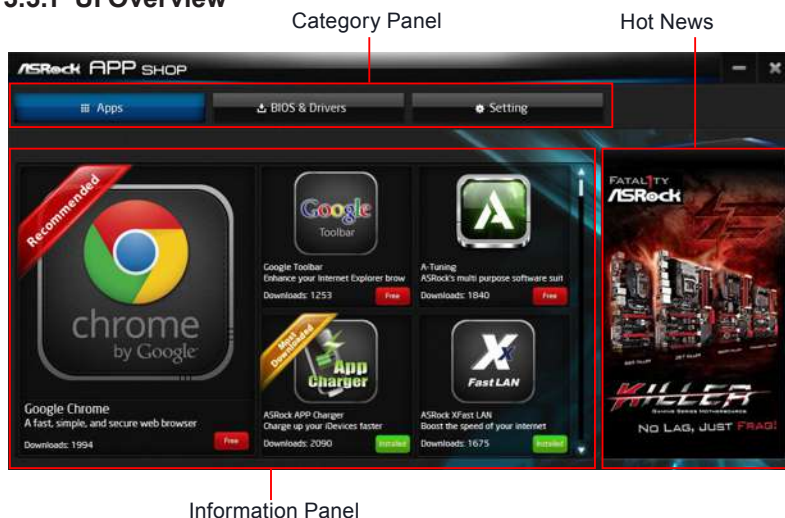 UI Overview
Category Panel
Hot News
ASRock APP SHOP
Apps
BIOS & Drivers
Setting
Recommended
chrome
by Google
Google Chrome
A fast, simple, and secure web browser
Downloads: 1994
Free
Google
Toolbar
Google Toolbar
Enhance your Internet Explorer brow
Downloads: 1253
Free
A-Tuning
ASRock's multi purpose software suit
Downloads: 1840
Free
Most Downloaded
App
Charger
ASRock APP Charger
Charge up your iDevices faster
Downloads: 2090
Installed
X
Fast LAN
ASRock XFast LAN
Boost the speed of your internet
Downloads: 1675
Installed
FATAL1TY
ASRock
KILLER
GAMING SERIES MOTHERBOARDS
NO LAG, JUST FRAG!
Information Panel